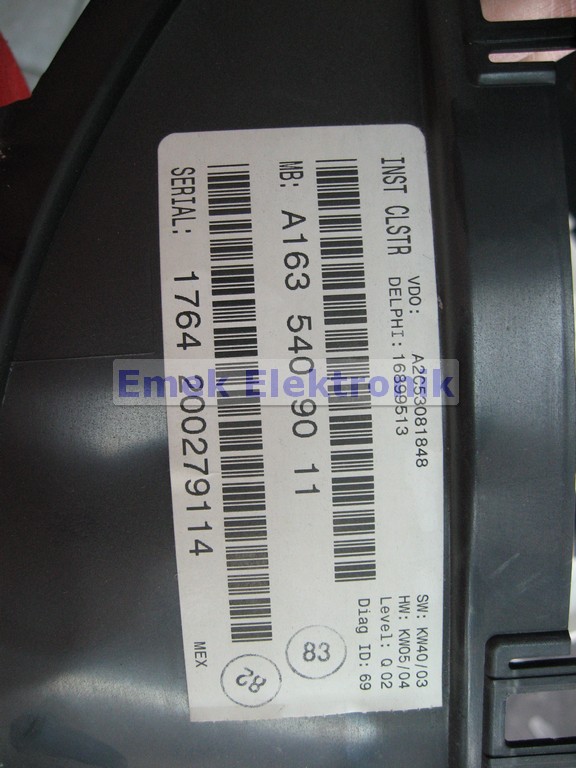 INST CLSTR
VDO: A2C53081848
DELPHI: 16899513
SW: KW40/03
HW: KW05/04
Level: Q 02
Diag ID: 69
MB: A163 540 90 11
83
SERIAL: 1764 200279114
MEX
82
Emek Elektronik